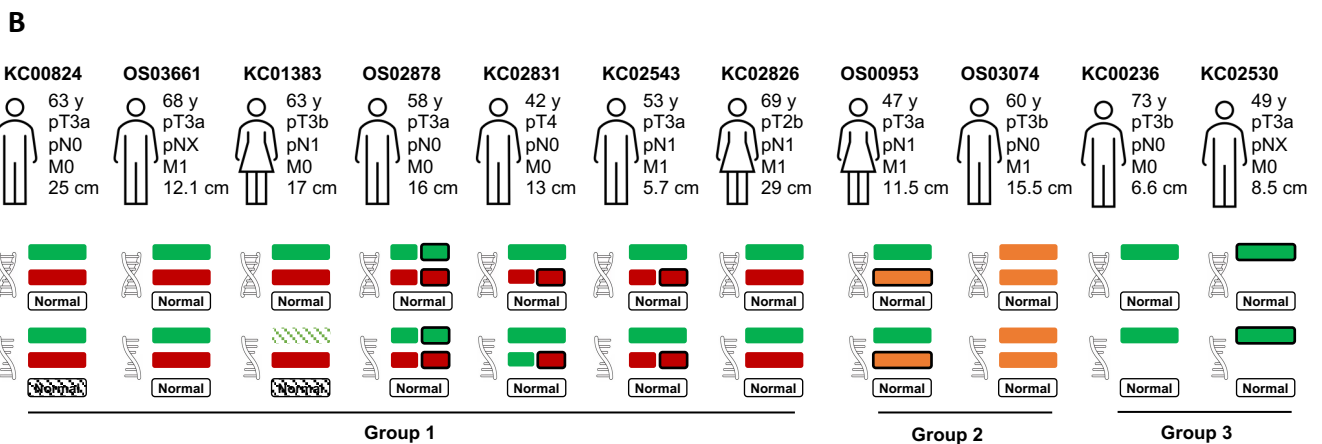 B
KC00824
63 y
pT3a
pN0
M0
25 cm
OS03661
68 y
pT3a
pNX
M1
12.1 cm
KC01383
63 y
pT3b
pN1
M0
17 cm
OS02878
58 y
pT3a
pN0
M0
16 cm
KC02831
42 y
pT4
pN0
M0
13 cm
KC02543
53 y
pT3a
pN1
M1
5.7 cm
KC02826
69 y
pT2b
pN1
M1
29 cm
OS00953
47 y
pT3a
pN1
M1
11.5 cm
OS03074
60 y
pT3b
pN0
M1
15.5 cm
KC00236
73 y
pT3b
pN0
M0
6.6 cm
KC02530
49 y
pT3a
pNX
M0
8.5 cm
Normal Normal Normal Normal Normal Normal Normal Normal Normal Normal Normal
Normal Normal Normal Normal Normal Normal Normal Normal Normal Normal Normal
Group 1
Group 2
Group 3